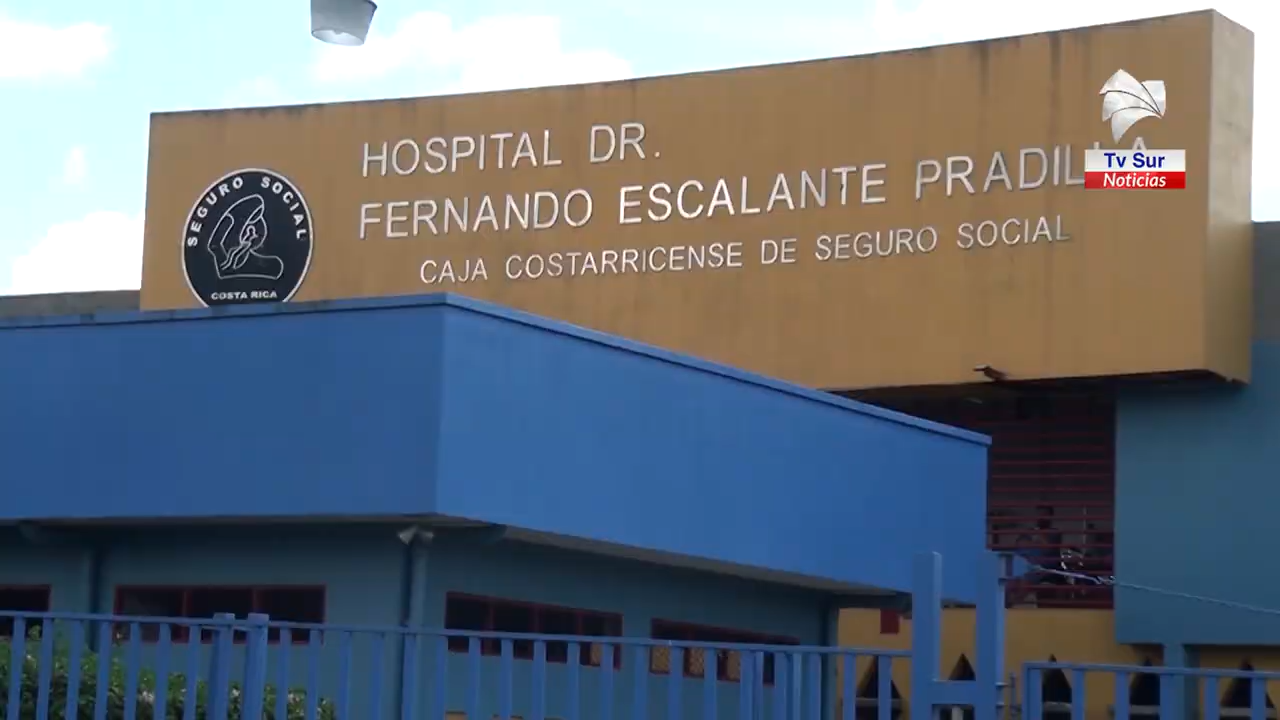 HOSPITAL DR.
FERNANDO ESCALANTE PRADILLA
CAJA COSTARRICENSE DE SEGURO SOCIAL
SEGURO SOCIAL
COSTA RICA
Tv Sur
Noticias